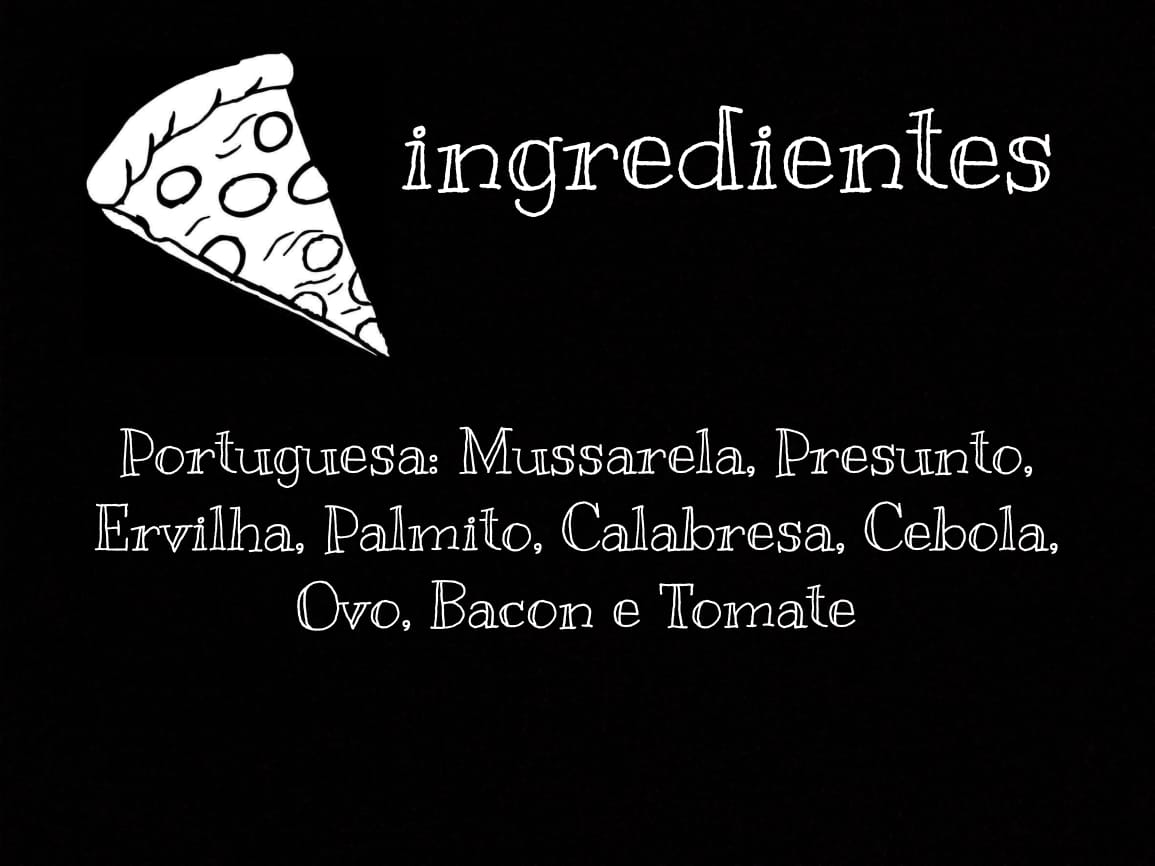 ingredientes
Portuguesa: Mussarela, Presunto,
Ervilha, Palmito, Calabresa, Cebola,
Ovo, Bacon e Tomate